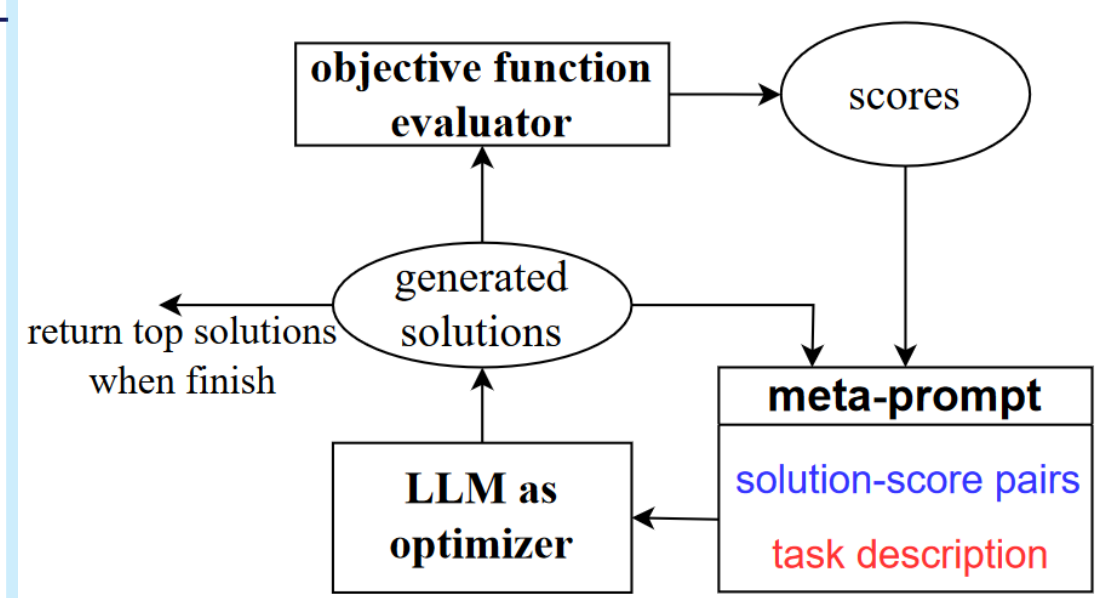 objective function
evaluator
scores
generated
solutions
return top solutions
when finish
meta-prompt
LLM as
optimizer
solution-score pairs
task description